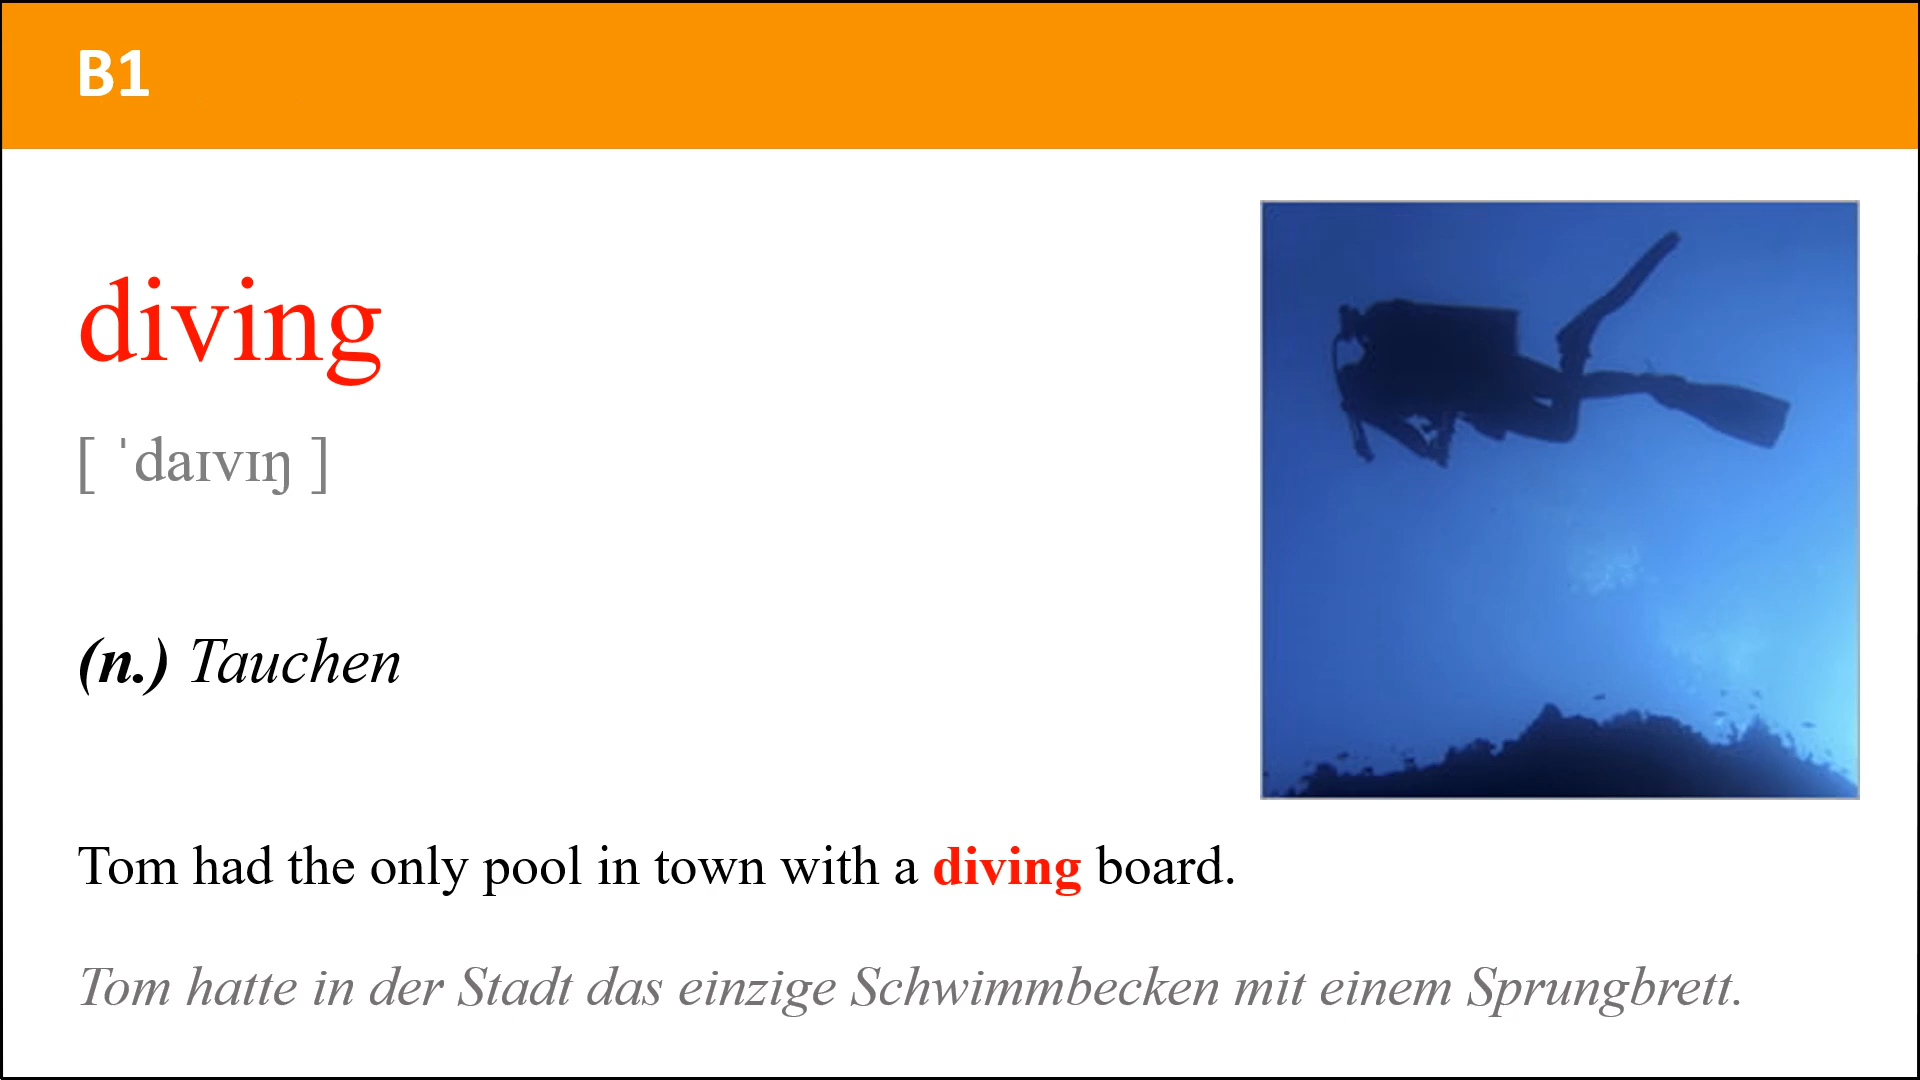 B1
diving
[ ˈdaɪvɪŋ ]
(n.) Tauchen
Tom had the only pool in town with a diving board.
Tom hatte in der Stadt das einzige Schwimmbecken mit einem Sprungbrett.